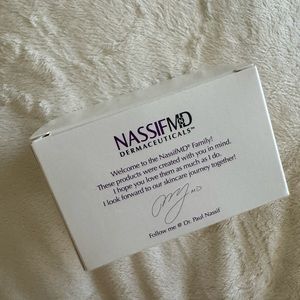 NASSIFMD
DERMACEUTICALS™
Welcome to the NassifMD® Family!
These products were created with you in mind.
I hope you love them as much as I do.
I look forward to our skincare journey together!
MD
Follow me @ Dr. Paul Nassif